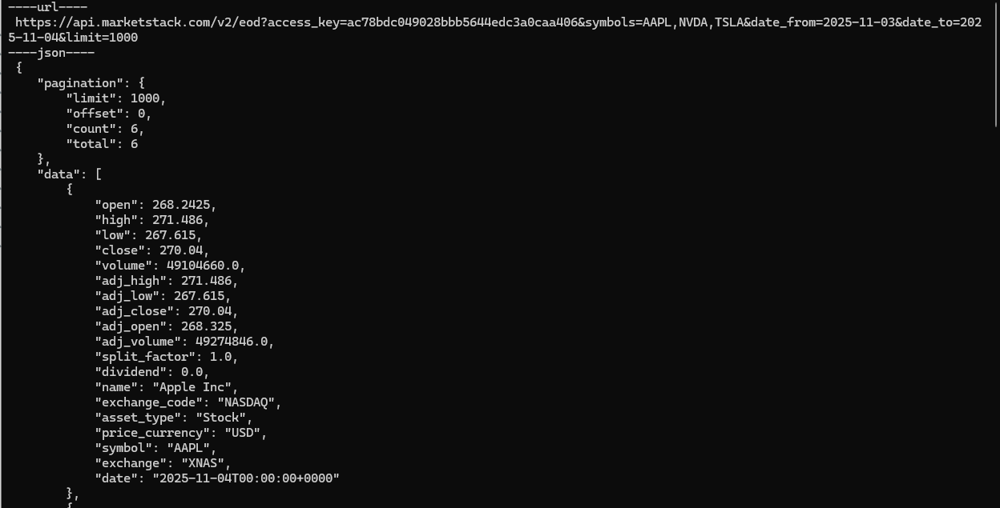 ----url----
https://api.marketstack.com/v2/eod?access_key=ac78bdc049028bbb5644edc3a0caa406&symbols=AAPL,NVDA,TSLA&date_from=2025-11-03&date_to=202
5-11-04&limit=1000
----json----
{
"pagination": {
"limit": 1000,
"offset": 0,
"count": 6,
"total": 6
},
"data": [
{
"open": 268.2425,
"high": 271.486,
"low": 267.615,
"close": 270.04,
"volume": 49104660.0,
"adj_high": 271.486,
"adj_low": 267.615,
"adj_close": 270.04,
"adj_open": 268.325,
"adj_volume": 49274846.0,
"split_factor": 1.0,
"dividend": 0.0,
"name": "Apple Inc",
"exchange_code": "NASDAQ",
"asset_type": "Stock",
"price_currency": "USD",
"symbol": "AAPL",
"exchange": "XNAS",
"date": "2025-11-04T00:00:00+0000"
},
{